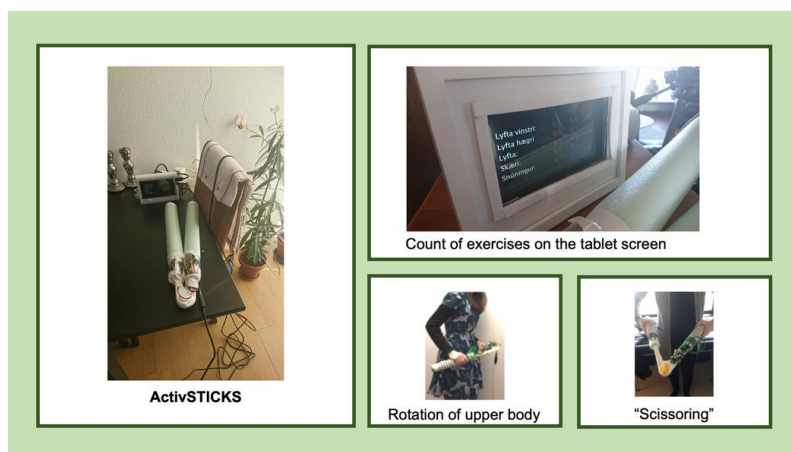 ActivSTICKS
Lyfta vinstri:
Lyfta hægri
Lyfta:
Skæri:
Snúningur:
Count of exercises on the tablet screen
Rotation of upper body
“Scissoring”